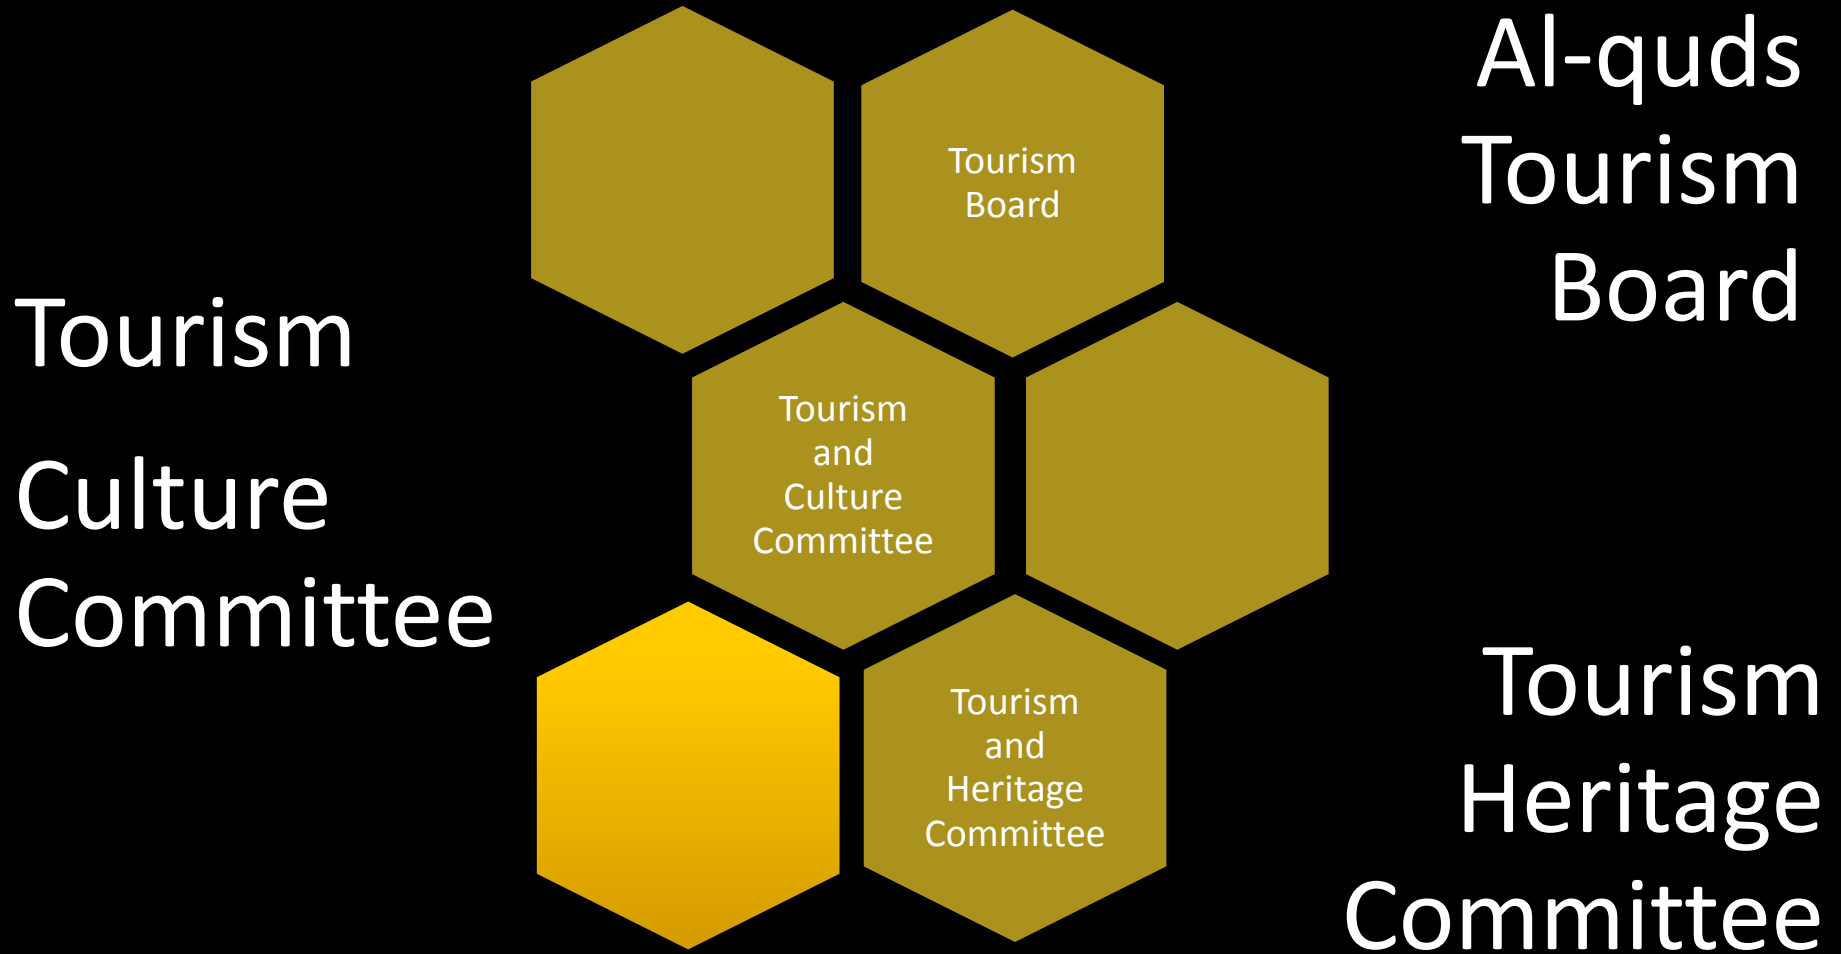 Al-quds
Tourism
Board
Tourism
Board
Tourism
Culture
Committee
Tourism
and
Culture
Committee
Tourism
and
Heritage
Committee
Tourism
Heritage
Committee